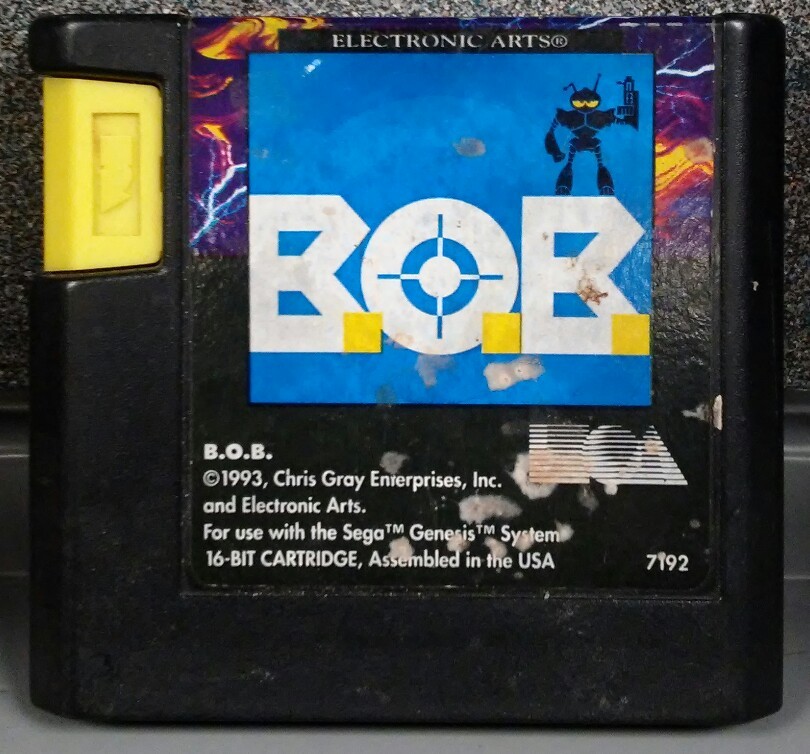 ELECTRONIC ARTS®
B.O.B.
B.O.B.
EA
©1993, Chris Gray Enterprises, Inc.
and Electronic Arts.
For use with the Sega™ Genesis™ System
16-BIT CARTRIDGE, Assembled in the USA
7192